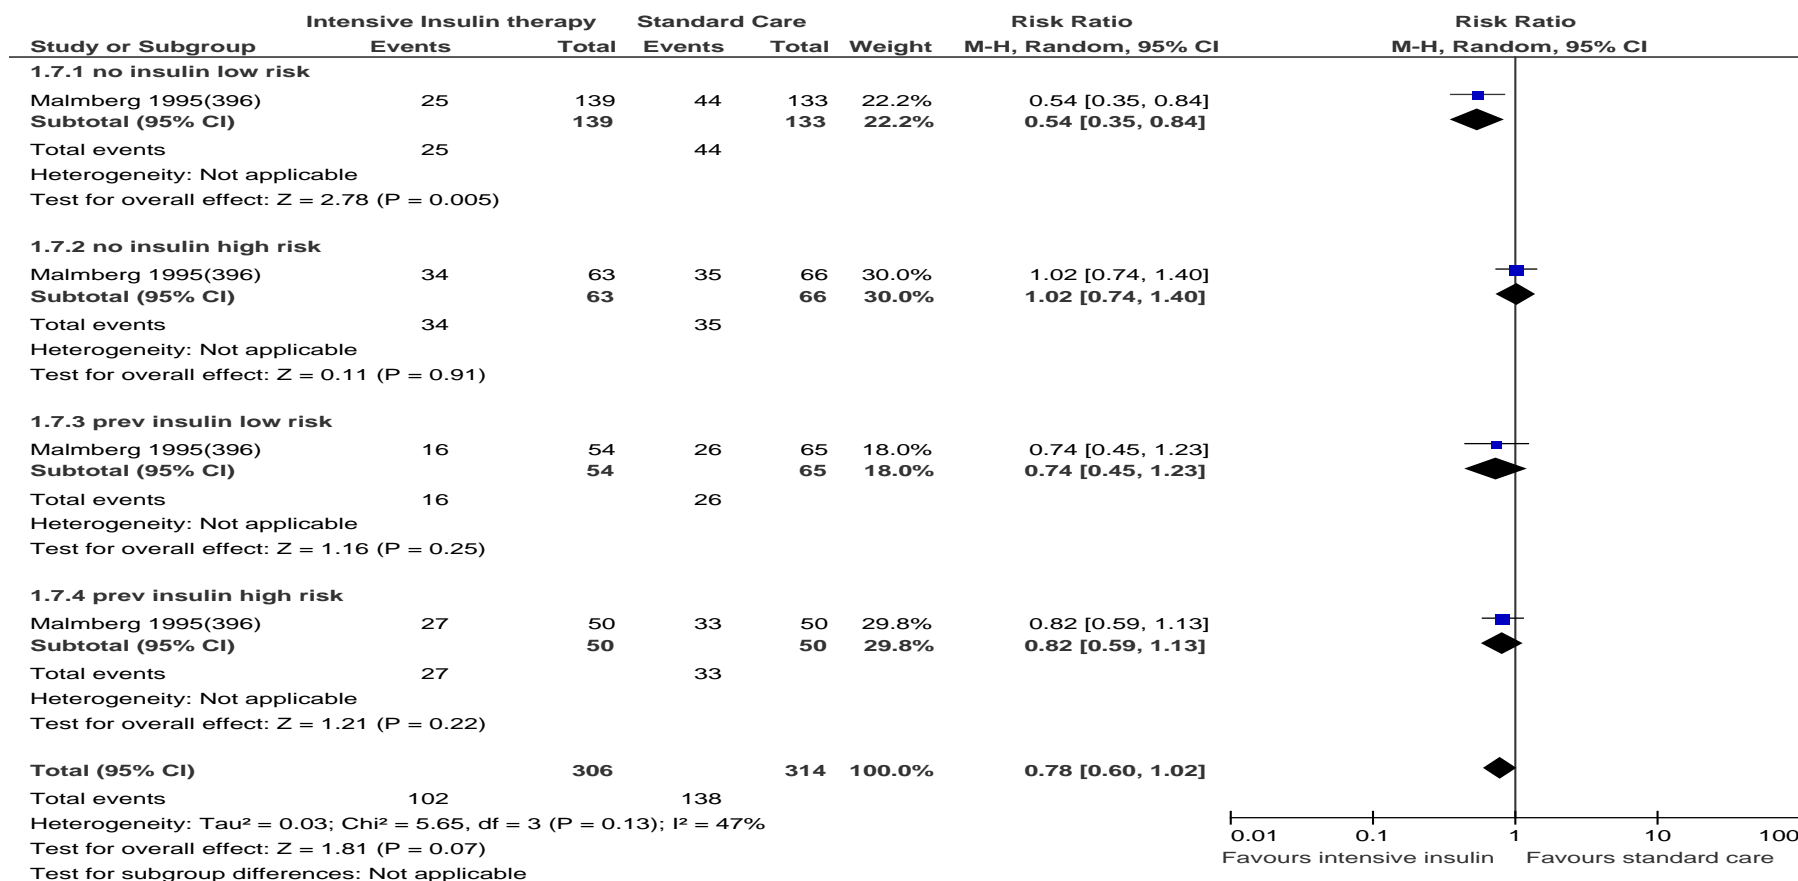 Intensive Insulin therapy Standard Care Risk Ratio Risk Ratio
Study or Subgroup Events Total Events Total Weight M-H, Random, 95% CI M-H, Random, 95% CI
1.7.1 no insulin low risk
Malmberg 1995(396) 25 139 44 133 22.2% 0.54 [0.35, 0.84]
Subtotal (95% CI) 139 133 22.2% 0.54 [0.35, 0.84]
Total events 25 44
Heterogeneity: Not applicable
Test for overall effect: Z = 2.78 (P = 0.005)
1.7.2 no insulin high risk
Malmberg 1995(396) 34 63 35 66 30.0% 1.02 [0.74, 1.40]
Subtotal (95% CI) 63 66 30.0% 1.02 [0.74, 1.40]
Total events 34 35
Heterogeneity: Not applicable
Test for overall effect: Z = 0.11 (P = 0.91)
1.7.3 prev insulin low risk
Malmberg 1995(396) 16 54 26 65 18.0% 0.74 [0.45, 1.23]
Subtotal (95% CI) 54 65 18.0% 0.74 [0.45, 1.23]
Total events 16 26
Heterogeneity: Not applicable
Test for overall effect: Z = 1.16 (P = 0.25)
1.7.4 prev insulin high risk
Malmberg 1995(396) 27 50 33 50 29.8% 0.82 [0.59, 1.13]
Subtotal (95% CI) 50 50 29.8% 0.82 [0.59, 1.13]
Total events 27 33
Heterogeneity: Not applicable
Test for overall effect: Z = 1.21 (P = 0.22)
Total (95% CI) 306 314 100.0% 0.78 [0.60, 1.02]
Total events 102 138
Heterogeneity: Tau² = 0.03; Chi² = 5.65, df = 3 (P = 0.13); I² = 47%
Test for overall effect: Z = 1.81 (P = 0.07)
Test for subgroup differences: Not applicable
0.01 0.1 1 10 100
Favours intensive insulin Favours standard care